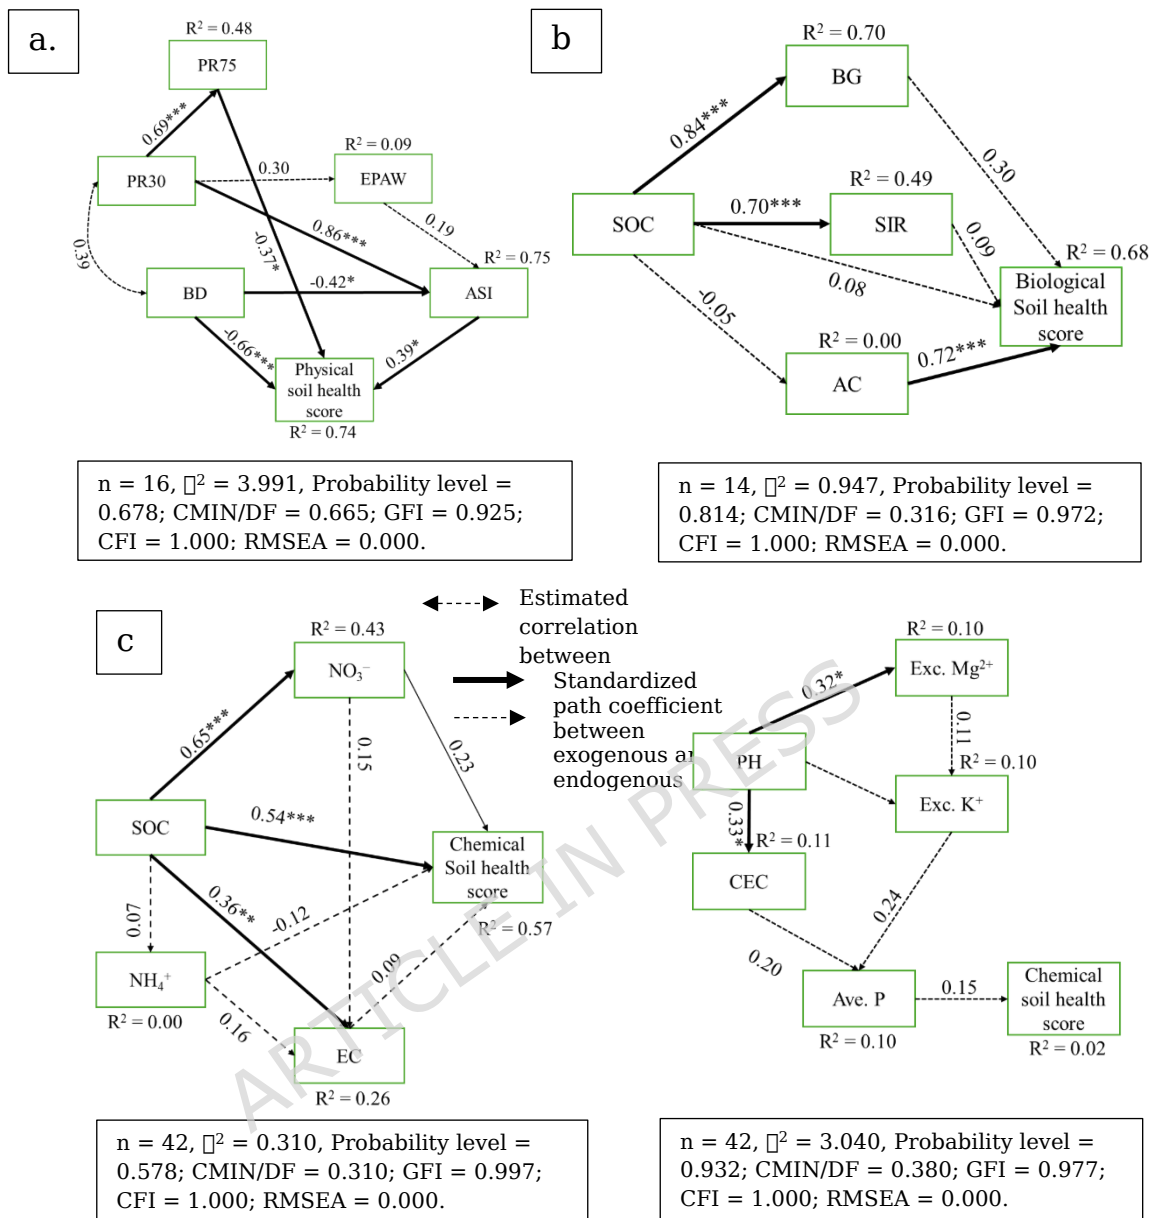 a.
R² = 0.48
PR75
0.69***
PR30
0.30
R² = 0.09
EPAW
0.19
0.86***
-0.37*
0.39
R² = 0.75
BD
-0.42*
ASI
-0.66***
0.39*
Physical
soil health
score
R² = 0.74
n = 16, 𝤿² = 3.991, Probability level =
0.678; CMIN/DF = 0.665; GFI = 0.925;
CFI = 1.000; RMSEA = 0.000.
b
R² = 0.70
BG
0.84***
0.30
R² = 0.49
SOC
0.70***
SIR
0.09
R² = 0.68
0.08
-0.05
Biological
Soil health
score
R² = 0.00
0.72***
AC
n = 14, 𝤿² = 0.947, Probability level =
0.814; CMIN/DF = 0.316; GFI = 0.972;
CFI = 1.000; RMSEA = 0.000.
Estimated
correlation
between
Standardized
path coefficient
between
exogenous
endogenous
c
R² = 0.43
NO₃⁻
0.65***
0.15
0.23
SOC
0.54***
Chemical
Soil health
score
R² = 0.57
0.36**
-0.12
0.07
0.09
NH₄⁺
R² = 0.00
0.16
EC
R² = 0.26
n = 42, 𝤿² = 0.310, Probability level =
0.578; CMIN/DF = 0.310; GFI = 0.997;
CFI = 1.000; RMSEA = 0.000.
R² = 0.10
Exc. Mg²⁺
0.32*
0.11
PH
R² = 0.10
Exc. K⁺
0.33*
R² = 0.11
CEC
0.24
0.20
Ave. P
0.15
R² = 0.10
Chemical
soil health
score
R² = 0.02
n = 42, 𝤿² = 3.040, Probability level =
0.932; CMIN/DF = 0.380; GFI = 0.977;
CFI = 1.000; RMSEA = 0.000.
ARTICLE IN PRESS